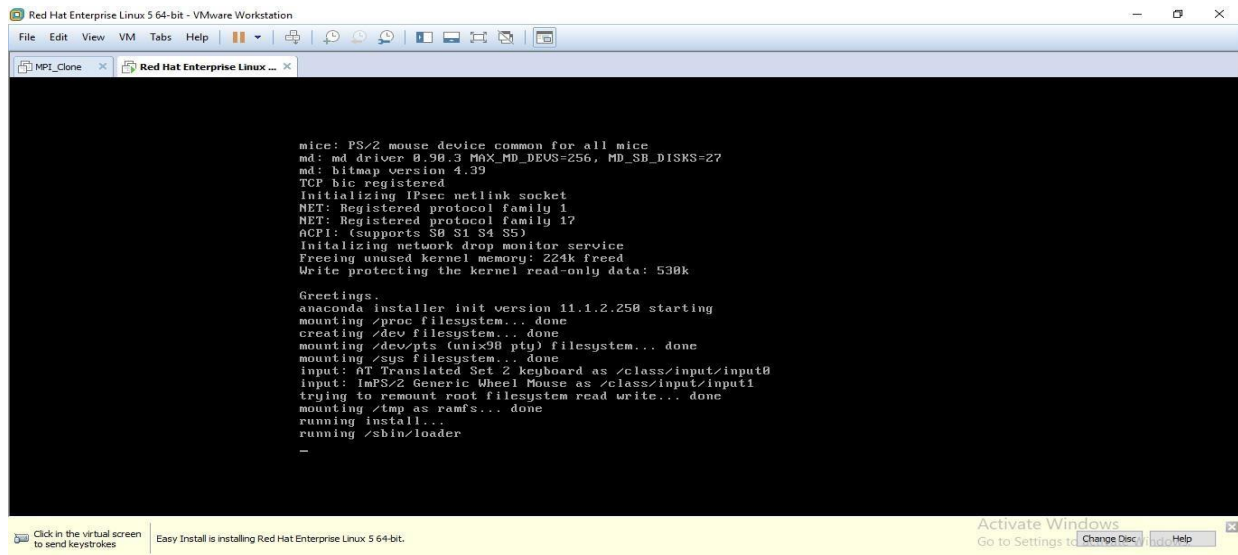 Red Hat Enterprise Linux 5 64-bit - VMware Workstation
File Edit View VM Tabs Help
MPI_Clone
Red Hat Enterprise Linux ...
mice: PS/2 mouse device common for all mice
md: md driver 0.90.3 MAX_MD_DEVS=256, MD_SB_DISKS=27
md: bitmap version 4.39
TCP bic registered
Initializing IPsec netlink socket
NET: Registered protocol family 1
NET: Registered protocol family 17
ACPI: (supports S0 S1 S4 S5)
Initalizing network drop monitor service
Freeing unused kernel memory: 224k freed
Write protecting the kernel read-only data: 530k
Greetings.
anaconda installer init version 11.1.2.250 starting
mounting /proc filesystem... done
creating /dev filesystem... done
mounting /dev/pts (unix98 pty) filesystem... done
mounting /sys filesystem... done
input: AT Translated Set 2 keyboard as /class/input/input0
input: ImPS/2 Generic Wheel Mouse as /class/input/input1
trying to remount root filesystem read write... done
mounting /tmp as ramfs... done
running install...
running /sbin/loader
Click in the virtual screen
to send keystrokes
Easy Install is installing Red Hat Enterprise Linux 5 64-bit.
Activate Windows
Go to Settings to
Change Disc
Help